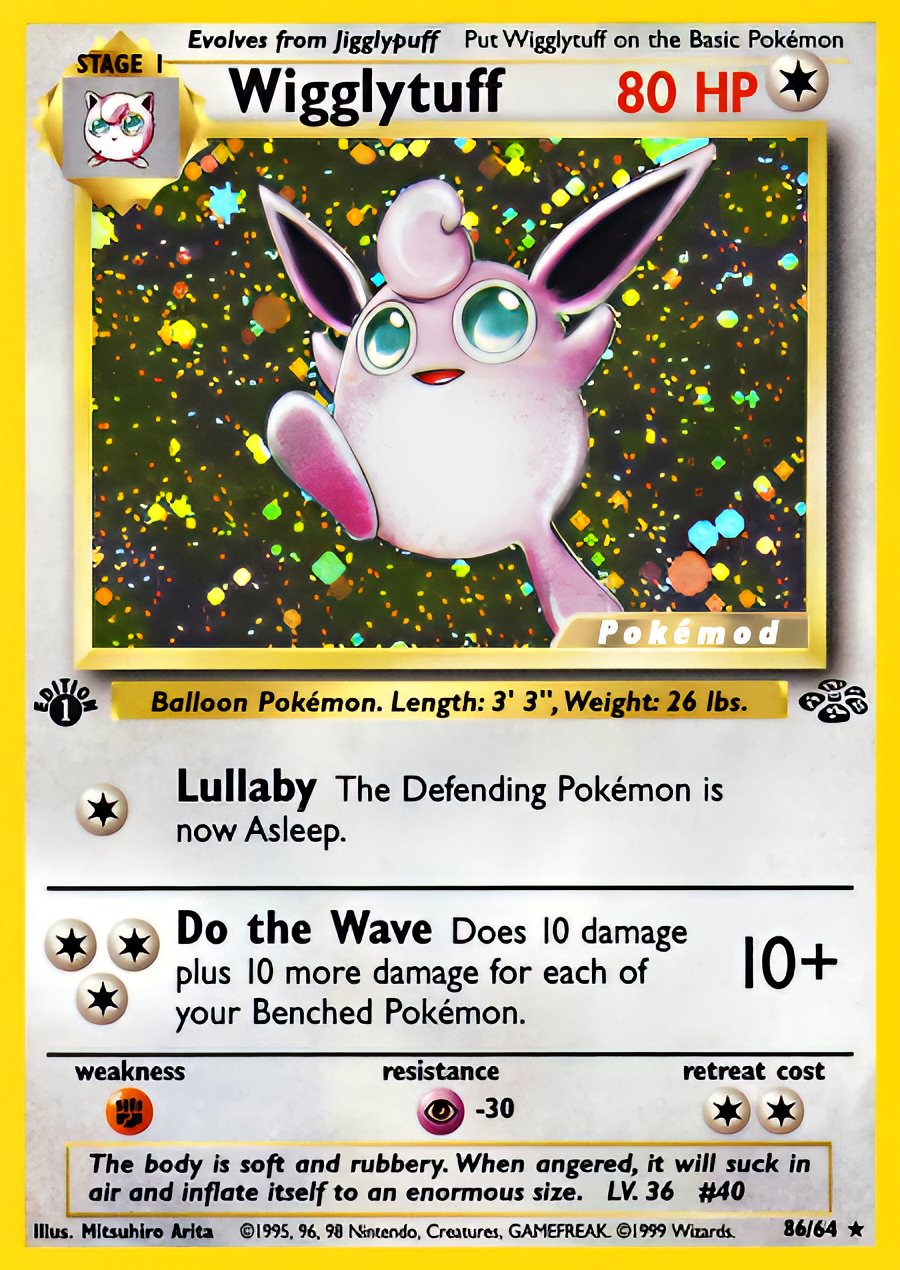 Evolves from Jigglypuff Put Wigglytuff on the Basic Pokémon
STAGE 1
Wigglytuff 80 HP
Pokémod
EDITION
1
Balloon Pokémon. Length: 3' 3", Weight: 26 lbs.
Lullaby The Defending Pokémon is
now Asleep.
Do the Wave Does 10 damage
plus 10 more damage for each of
your Benched Pokémon.
10+
weakness resistance retreat cost
-30
The body is soft and rubbery. When angered, it will suck in
air and inflate itself to an enormous size. LV. 36 #40
Illus. Mitsuhiro Arita ©1995, 96, 98 Nintendo, Creatures, GAMEFREAK. ©1999 Wizards. 86/64 ★